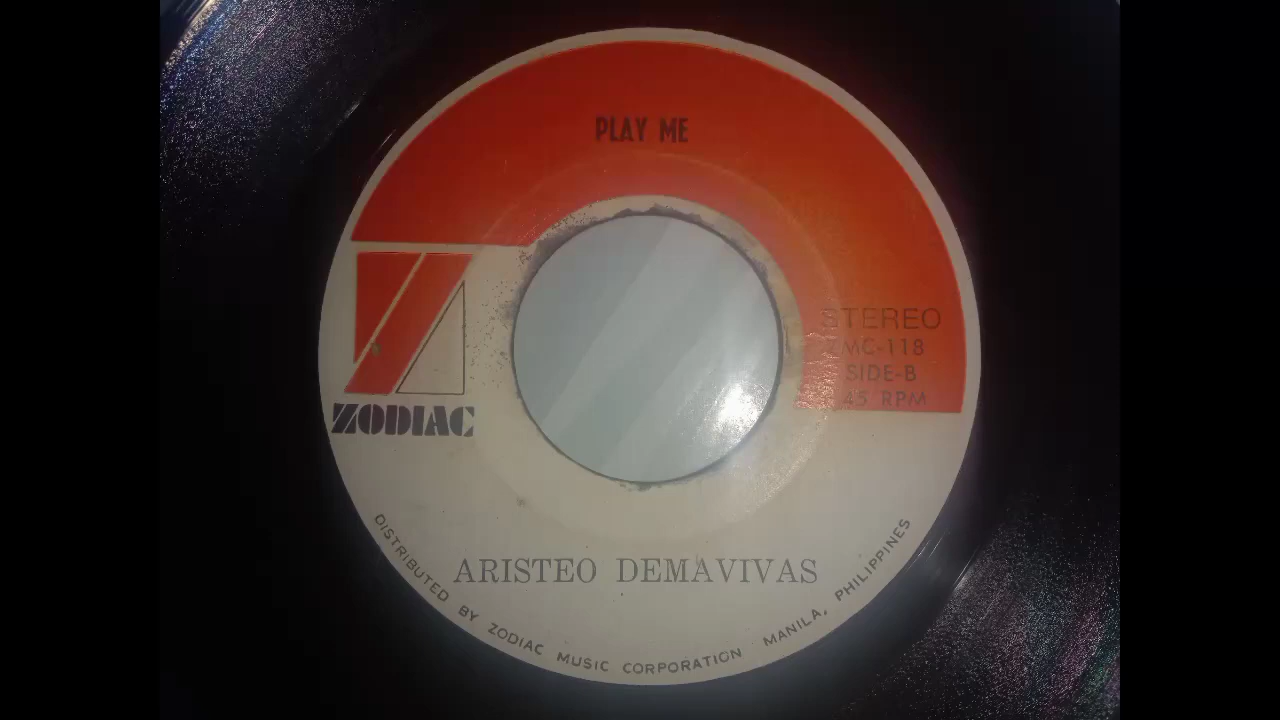 PLAY ME
STEREO
ZMC-118
SIDE-B
45 RPM
ZODIAC
ARISTEO DEMAVIVAS
DISTRIBUTED BY ZODIAC MUSIC CORPORATION MANILA, PHILIPPINES